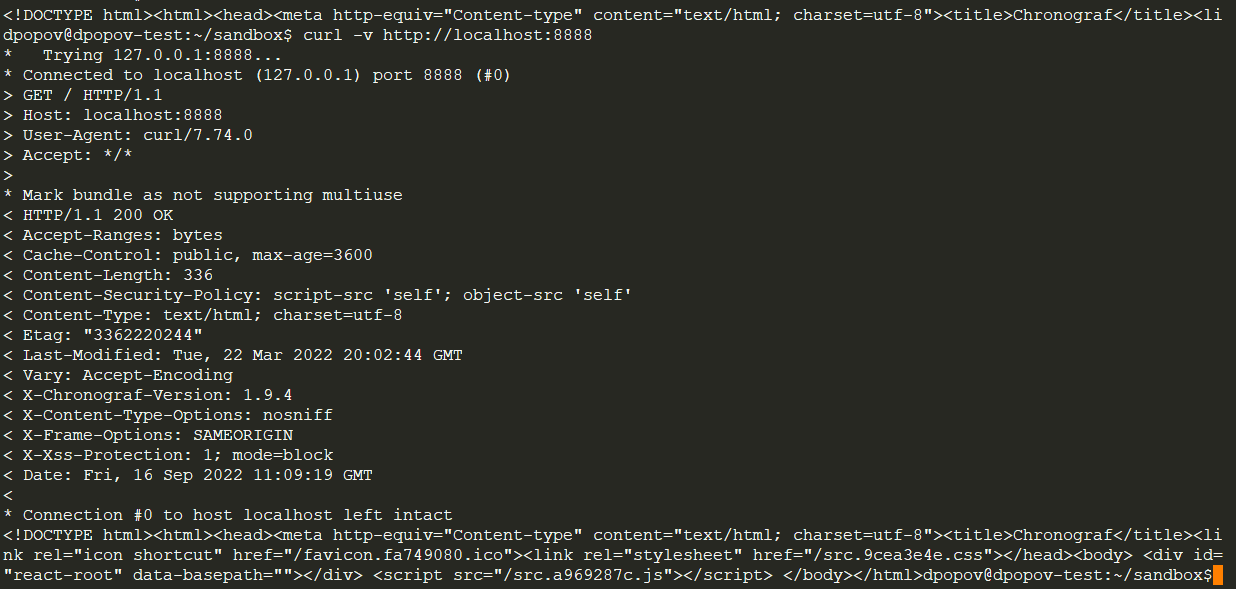 <!DOCTYPE html><html><head><meta http-equiv="Content-type" content="text/html; charset=utf-8"><title>Chronograf</title><li
dpopov@dpopov-test:~/sandbox$ curl -v http://localhost:8888
*   Trying 127.0.0.1:8888...
* Connected to localhost (127.0.0.1) port 8888 (#0)
> GET / HTTP/1.1
> Host: localhost:8888
> User-Agent: curl/7.74.0
> Accept: */*
>
* Mark bundle as not supporting multiuse
< HTTP/1.1 200 OK
< Accept-Ranges: bytes
< Cache-Control: public, max-age=3600
< Content-Length: 336
< Content-Security-Policy: script-src 'self'; object-src 'self'
< Content-Type: text/html; charset=utf-8
< Etag: "3362220244"
< Last-Modified: Tue, 22 Mar 2022 20:02:44 GMT
< Vary: Accept-Encoding
< X-Chronograf-Version: 1.9.4
< X-Content-Type-Options: nosniff
< X-Frame-Options: SAMEORIGIN
< X-Xss-Protection: 1; mode=block
< Date: Fri, 16 Sep 2022 11:09:19 GMT
<
* Connection #0 to host localhost left intact
<!DOCTYPE html><html><head><meta http-equiv="Content-type" content="text/html; charset=utf-8"><title>Chronograf</title><li
nk rel="icon shortcut" href="/favicon.fa749080.ico"><link rel="stylesheet" href="/src.9cea3e4e.css"></head><body> <div id=
"react-root" data-basepath=""></div> <script src="/src.a969287c.js"></script> </body></html>dpopov@dpopov-test:~/sandbox$